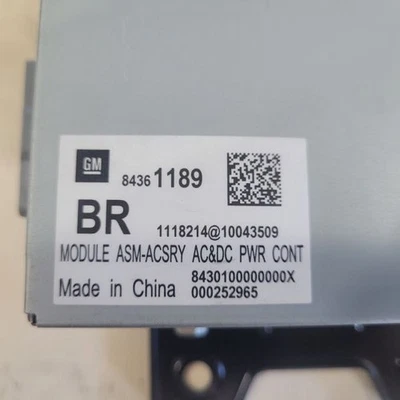 GM
8436 1189
BR
1118214@10043509
MODULE ASM-ACSRY AC&DC PWR CONT
8430100000000X
Made in China 000252965